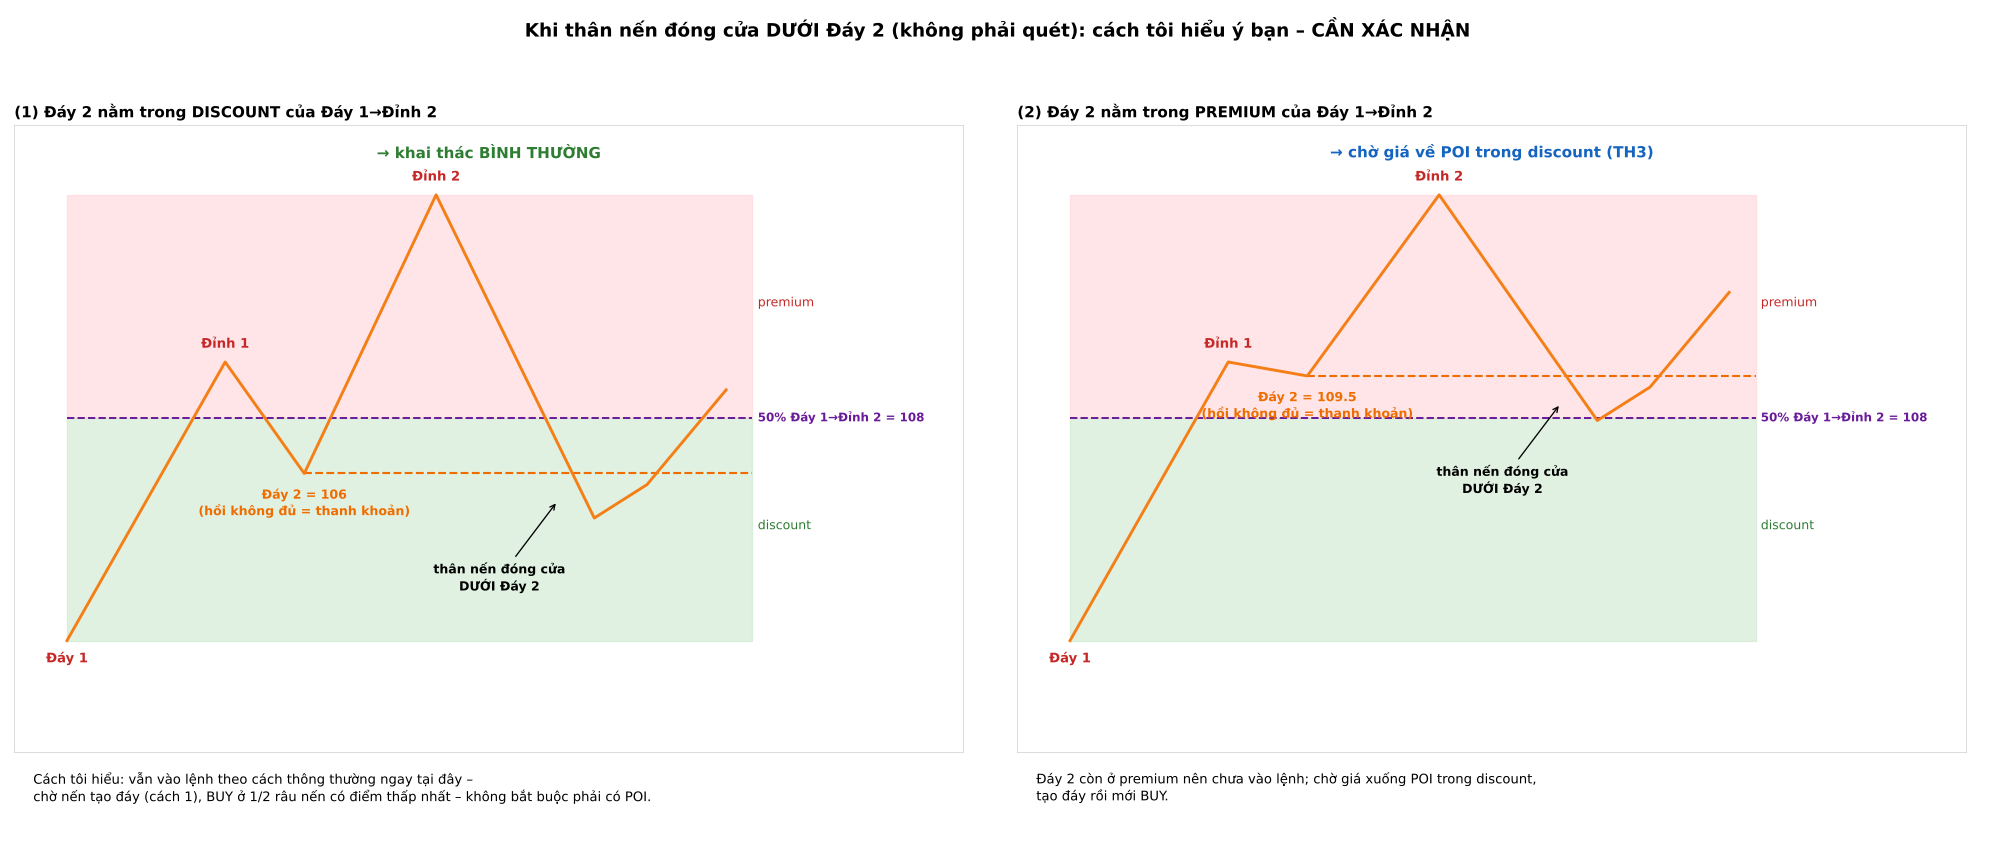 Khi thân nến đóng cửa DƯỚI Đáy 2 (không phải quét): cách tôi hiểu ý bạn – CẦN XÁC NHẬN
(1) Đáy 2 nằm trong DISCOUNT của Đáy 1→Đỉnh 2
→ khai thác BÌNH THƯỜNG
Đỉnh 2
premium
Đỉnh 1
50% Đáy 1→Đỉnh 2 = 108
Đáy 2 = 106
(hồi không đủ = thanh khoản)
discount
thân nến đóng cửa
DƯỚI Đáy 2
Đáy 1
Cách tôi hiểu: vẫn vào lệnh theo cách thông thường ngay tại đây –
chờ nến tạo đáy (cách 1), BUY ở 1/2 râu nến có điểm thấp nhất – không bắt buộc phải có POI.
(2) Đáy 2 nằm trong PREMIUM của Đáy 1→Đỉnh 2
→ chờ giá về POI trong discount (TH3)
Đỉnh 2
premium
Đỉnh 1
Đáy 2 = 109.5
(hồi không đủ = thanh khoản)
50% Đáy 1→Đỉnh 2 = 108
thân nến đóng cửa
DƯỚI Đáy 2
discount
Đáy 1
Đáy 2 còn ở premium nên chưa vào lệnh; chờ giá xuống POI trong discount,
tạo đáy rồi mới BUY.